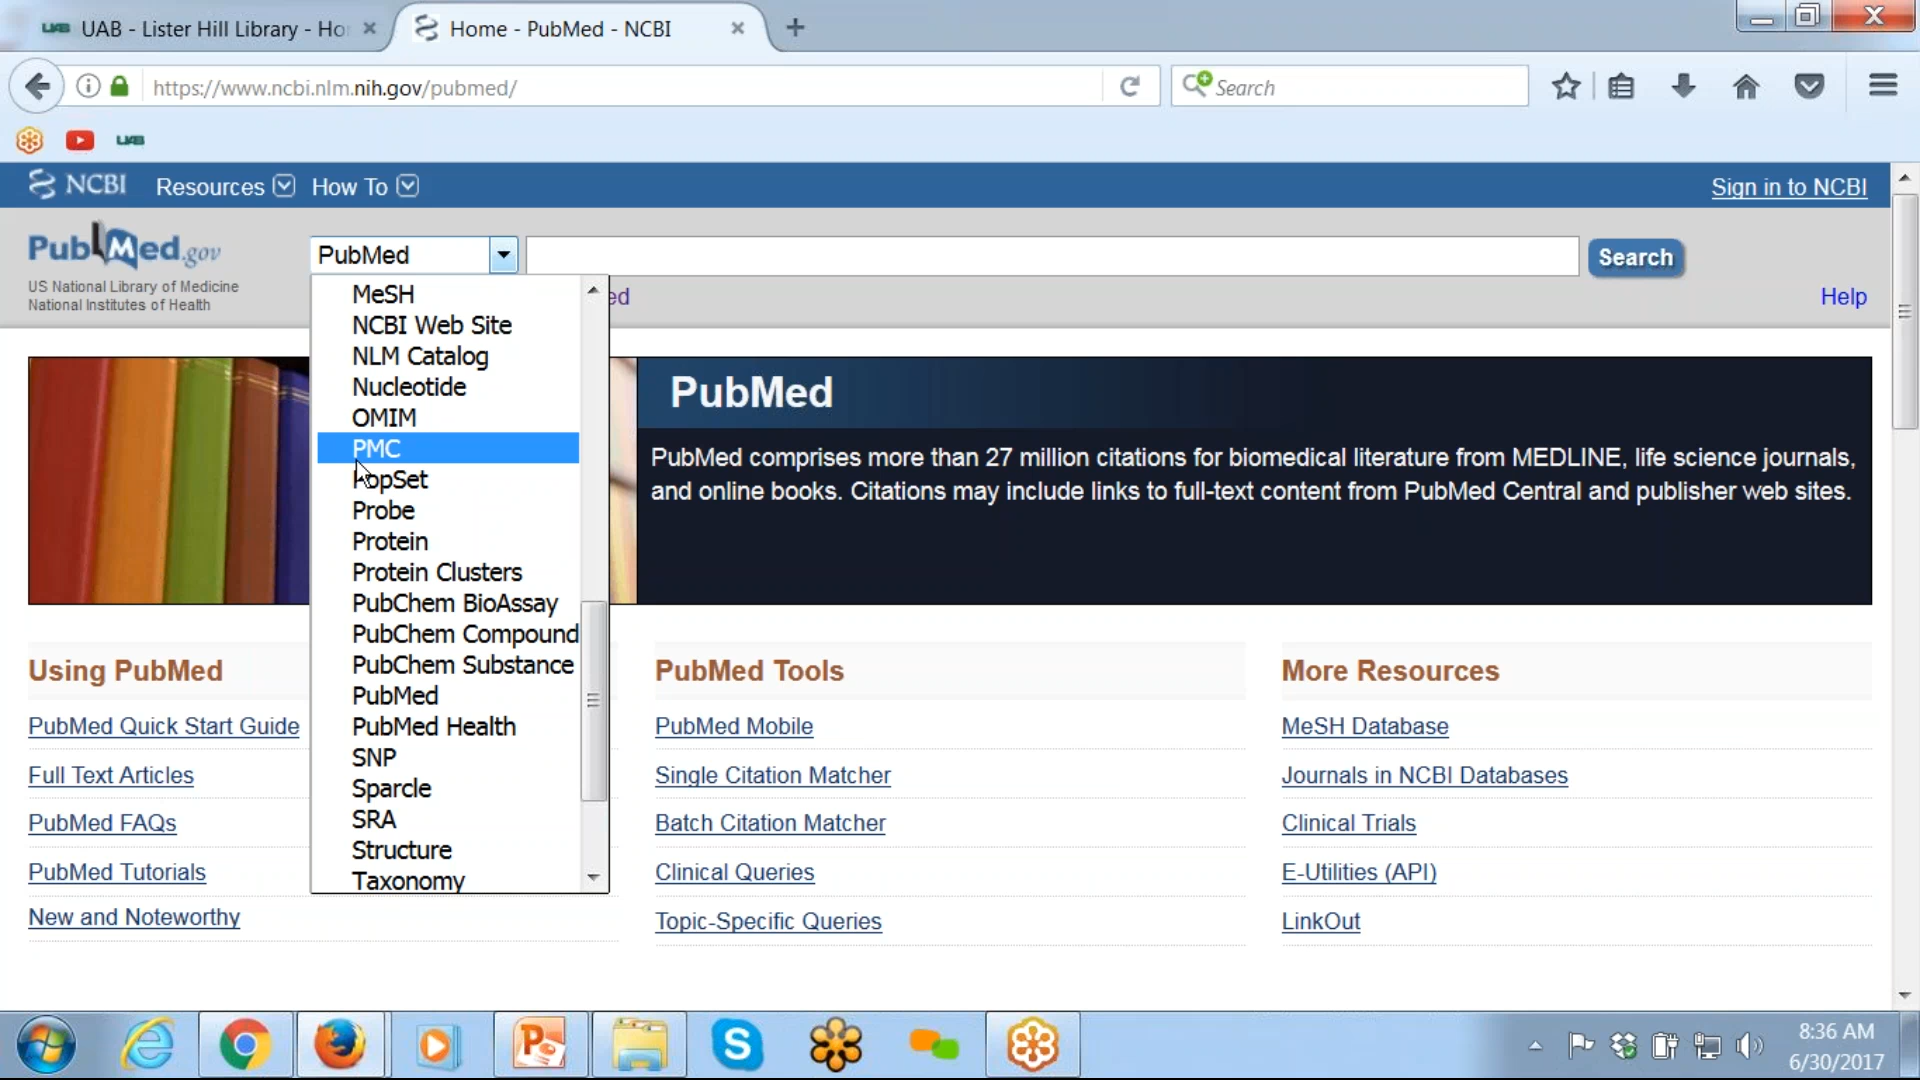 UAB - Lister Hill Library - Ho
Home - PubMed - NCBI
https://www.ncbi.nlm.nih.gov/pubmed/
Search
UAB
NCBI
Resources
How To
Sign in to NCBI
PubMed.gov
US National Library of Medicine
National Institutes of Health
PubMed
Search
ed
Help
MeSH
NCBI Web Site
NLM Catalog
Nucleotide
OMIM
PMC
PopSet
Probe
Protein
Protein Clusters
PubChem BioAssay
PubChem Compound
PubChem Substance
PubMed
PubMed Health
SNP
Sparcle
SRA
Structure
Taxonomy
PubMed
PubMed comprises more than 27 million citations for biomedical literature from MEDLINE, life science journals,
and online books. Citations may include links to full-text content from PubMed Central and publisher web sites.
Using PubMed
PubMed Quick Start Guide
Full Text Articles
PubMed FAQs
PubMed Tutorials
New and Noteworthy
PubMed Tools
PubMed Mobile
Single Citation Matcher
Batch Citation Matcher
Clinical Queries
Topic-Specific Queries
More Resources
MeSH Database
Journals in NCBI Databases
Clinical Trials
E-Utilities (API)
LinkOut
8:36 AM
6/30/2017